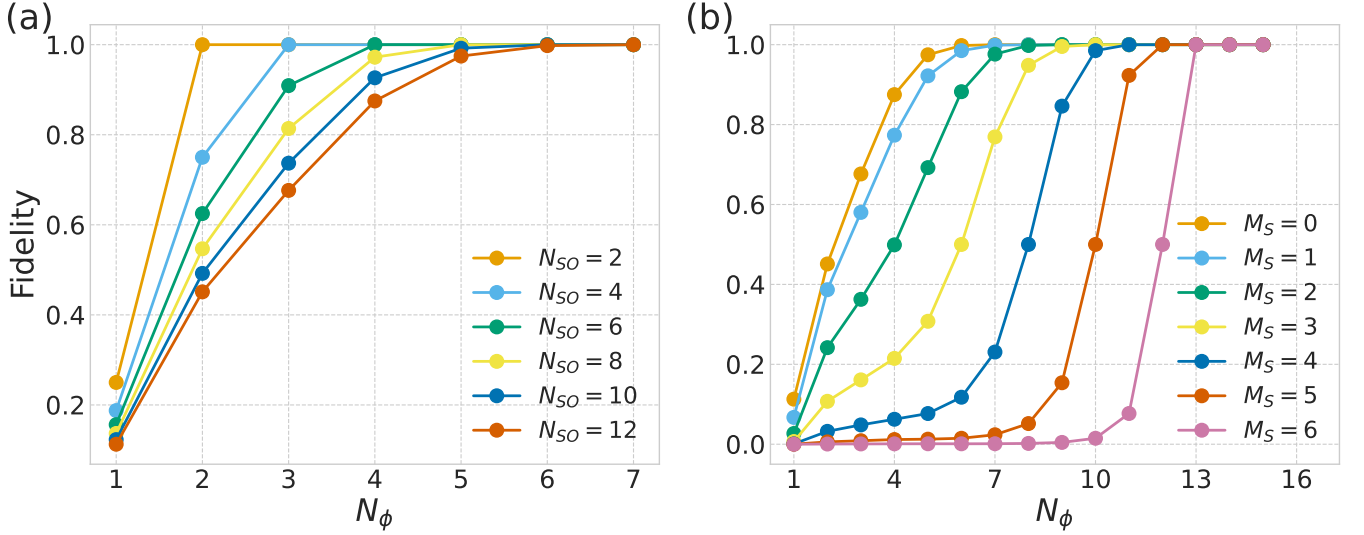 (a)
Fidelity
1.0
0.8
0.6
0.4
0.2
1 2 3 4 5 6 7
N_ϕ
N_SO = 2
N_SO = 4
N_SO = 6
N_SO = 8
N_SO = 10
N_SO = 12
(b)
1.0
0.8
0.6
0.4
0.2
0.0
1 4 7 10 13 16
N_ϕ
M_S = 0
M_S = 1
M_S = 2
M_S = 3
M_S = 4
M_S = 5
M_S = 6